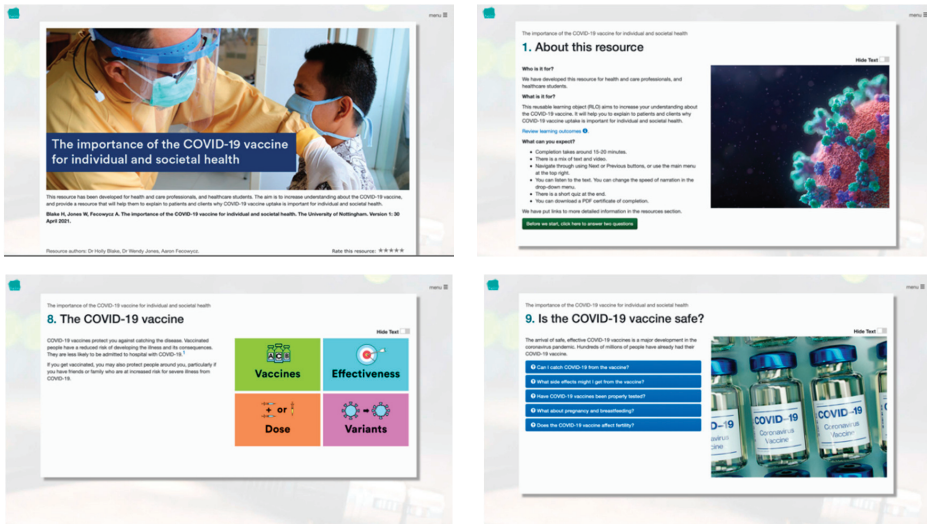 menu ☰
The importance of the COVID-19 vaccine
for individual and societal health
This resource has been developed for health and care professionals, and healthcare students. The aim is to increase understanding about the COVID-19 vaccine,
and provide a resource that will help them to explain to patients and clients why COVID-19 vaccine uptake is important for individual and societal health.
Blake H, Jones W, Fecowycz A. The importance of the COVID-19 vaccine for individual and societal health. The University of Nottingham. Version 1: 30
April 2021.
Resource authors: Dr Holly Blake, Dr Wendy Jones, Aaron Fecowycz.
Rate this resource: ★★★★★
menu ☰
The importance of the COVID-19 vaccine for individual and societal health
1. About this resource
Hide Text
Who is it for?
We have developed this resource for health and care professionals, and
healthcare students.
What is it for?
This reusable learning object (RLO) aims to increase your understanding about
the COVID-19 vaccine. It will help you to explain to patients and clients why
COVID-19 vaccine uptake is important for individual and societal health.
Review learning outcomes
What can you expect?
• Completion takes around 15-20 minutes.
• There is a mix of text and video.
• Navigate through using Next or Previous buttons, or use the main menu
at the top right.
• You can listen to the text. You can change the speed of narration in the
drop-down menu.
• There is a short quiz at the end.
• You can download a PDF certificate of completion.
We have put links to more detailed information in the resources section.
Before we start, click here to answer two questions
menu ☰
The importance of the COVID-19 vaccine for individual and societal health
8. The COVID-19 vaccine
Hide Text
COVID-19 vaccines protect you against catching the disease. Vaccinated
people have a reduced risk of developing the illness and its consequences.
They are less likely to be admitted to hospital with COVID-19.1
If you get vaccinated, you may also protect people around you, particularly if
you have friends or family who are at increased risk for severe illness from
COVID-19.
A C B
Vaccines
Effectiveness
+ or
Dose
Variants
menu ☰
The importance of the COVID-19 vaccine for individual and societal health
9. Is the COVID-19 vaccine safe?
Hide Text
The arrival of safe, effective COVID-19 vaccines is a major development in the
coronavirus pandemic. Hundreds of millions of people have already had their
COVID-19 vaccine.
Can I catch COVID-19 from the vaccine?
What side effects might I get from the vaccine?
Have COVID-19 vaccines been properly tested?
What about pregnancy and breastfeeding?
Does the COVID-19 vaccine affect fertility?
COVID-19
Coronavirus
Vaccine
COVID-19
Coronavirus
Vaccine